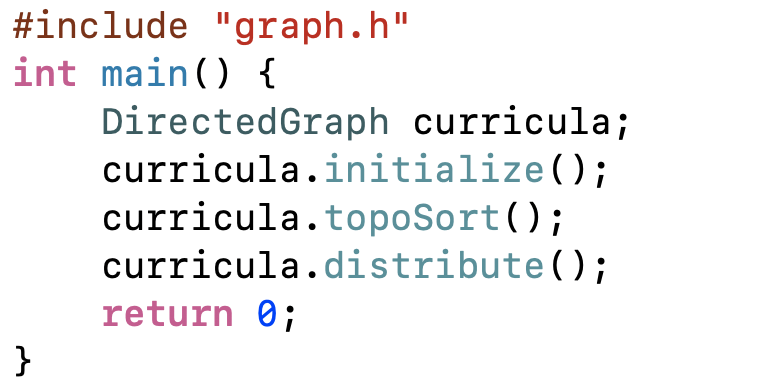 #include "graph.h"
int main() {
    DirectedGraph curricula;
    curricula.initialize();
    curricula.topoSort();
    curricula.distribute();
    return 0;
}